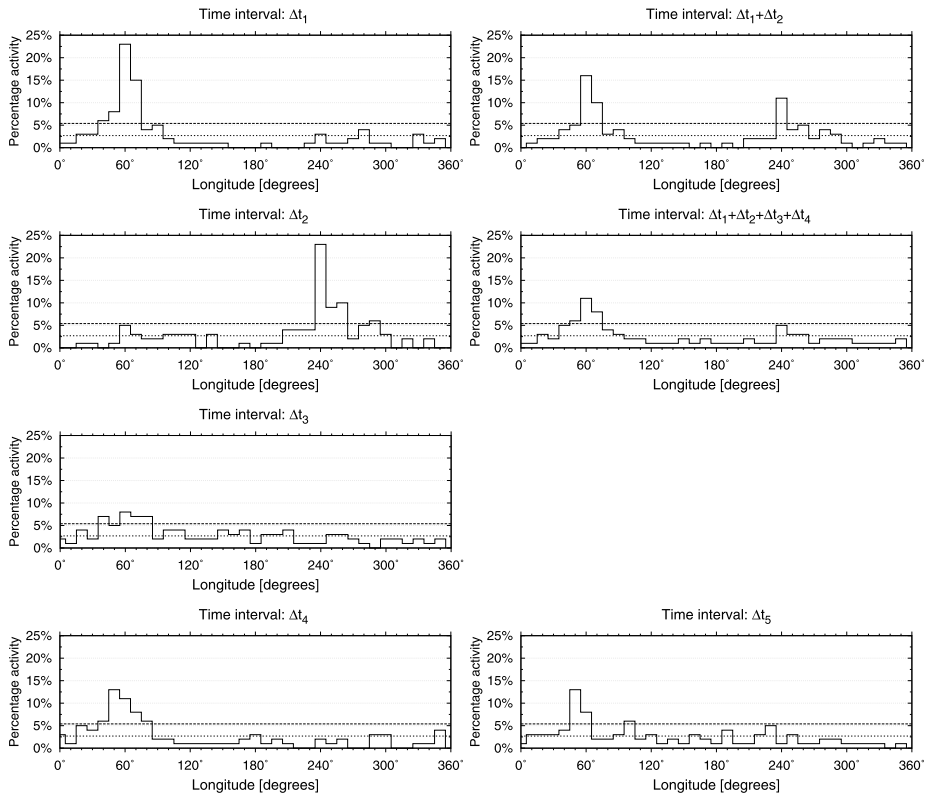 Time interval: Δt₁
Percentage activity
25%
20%
15%
10%
5%
0%
0° 60° 120° 180° 240° 300° 360°
Longitude [degrees]
Time interval: Δt₁+Δt₂
Percentage activity
25%
20%
15%
10%
5%
0%
0° 60° 120° 180° 240° 300° 360°
Longitude [degrees]
Time interval: Δt₂
Percentage activity
25%
20%
15%
10%
5%
0%
0° 60° 120° 180° 240° 300° 360°
Longitude [degrees]
Time interval: Δt₁+Δt₂+Δt₃+Δt₄
Percentage activity
25%
20%
15%
10%
5%
0%
0° 60° 120° 180° 240° 300° 360°
Longitude [degrees]
Time interval: Δt₃
Percentage activity
25%
20%
15%
10%
5%
0%
0° 60° 120° 180° 240° 300° 360°
Longitude [degrees]
Time interval: Δt₄
Percentage activity
25%
20%
15%
10%
5%
0%
0° 60° 120° 180° 240° 300° 360°
Longitude [degrees]
Time interval: Δt₅
Percentage activity
25%
20%
15%
10%
5%
0%
0° 60° 120° 180° 240° 300° 360°
Longitude [degrees]